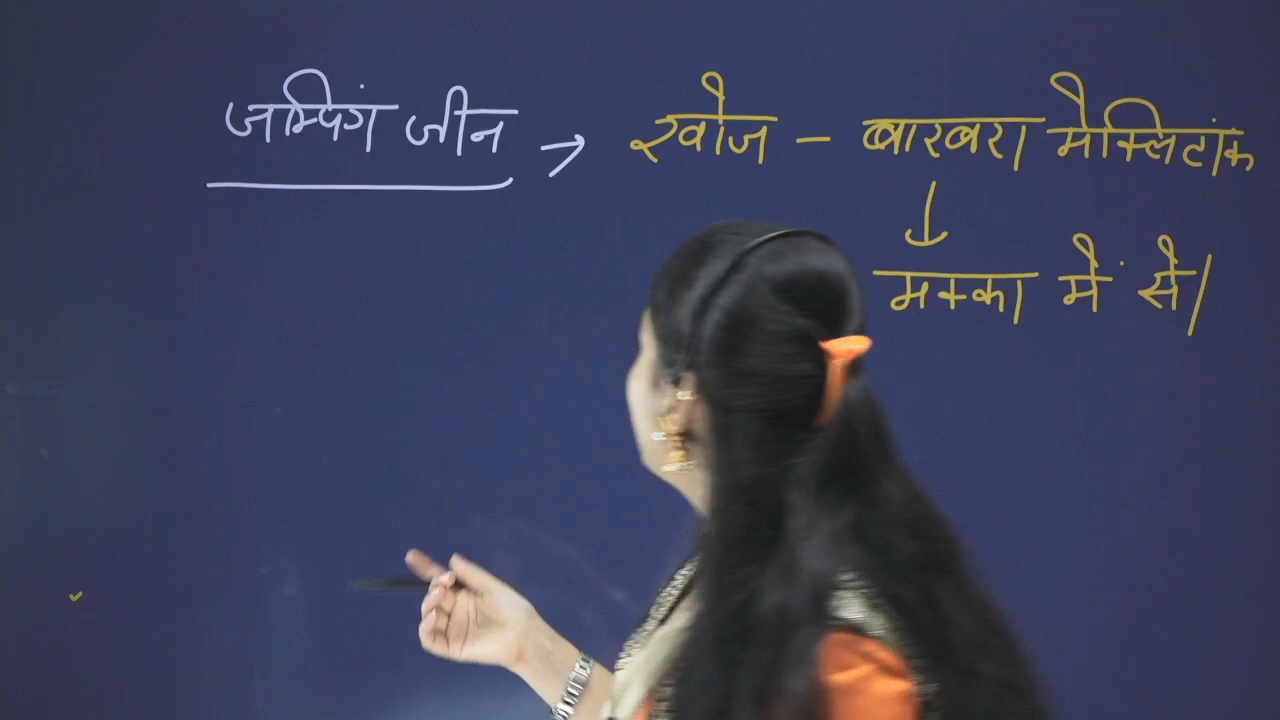 जम्पिंग जीन → खोज – बारबरा मैक्लिटांक
↓
मक्का में से।